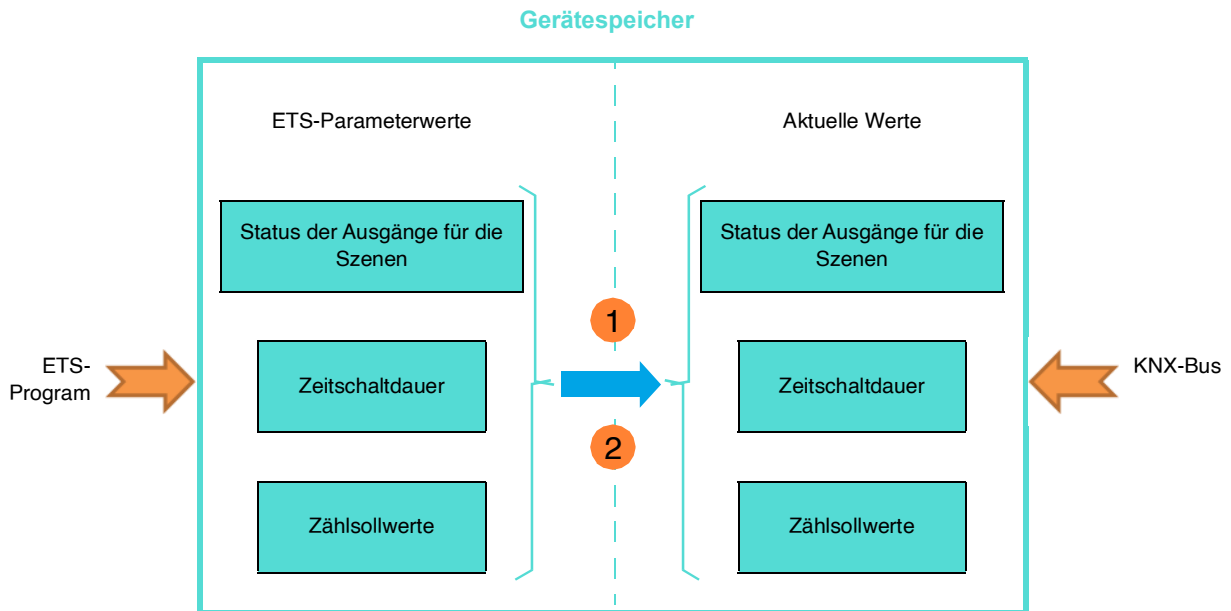 Gerätespeicher
ETS-Parameterwerte
Aktuelle Werte
Status der Ausgänge für die
Szenen
Status der Ausgänge für die
Szenen
1
ETS-
Program
Zeitschaltdauer
Zeitschaltdauer
KNX-Bus
2
Zählsollwerte
Zählsollwerte